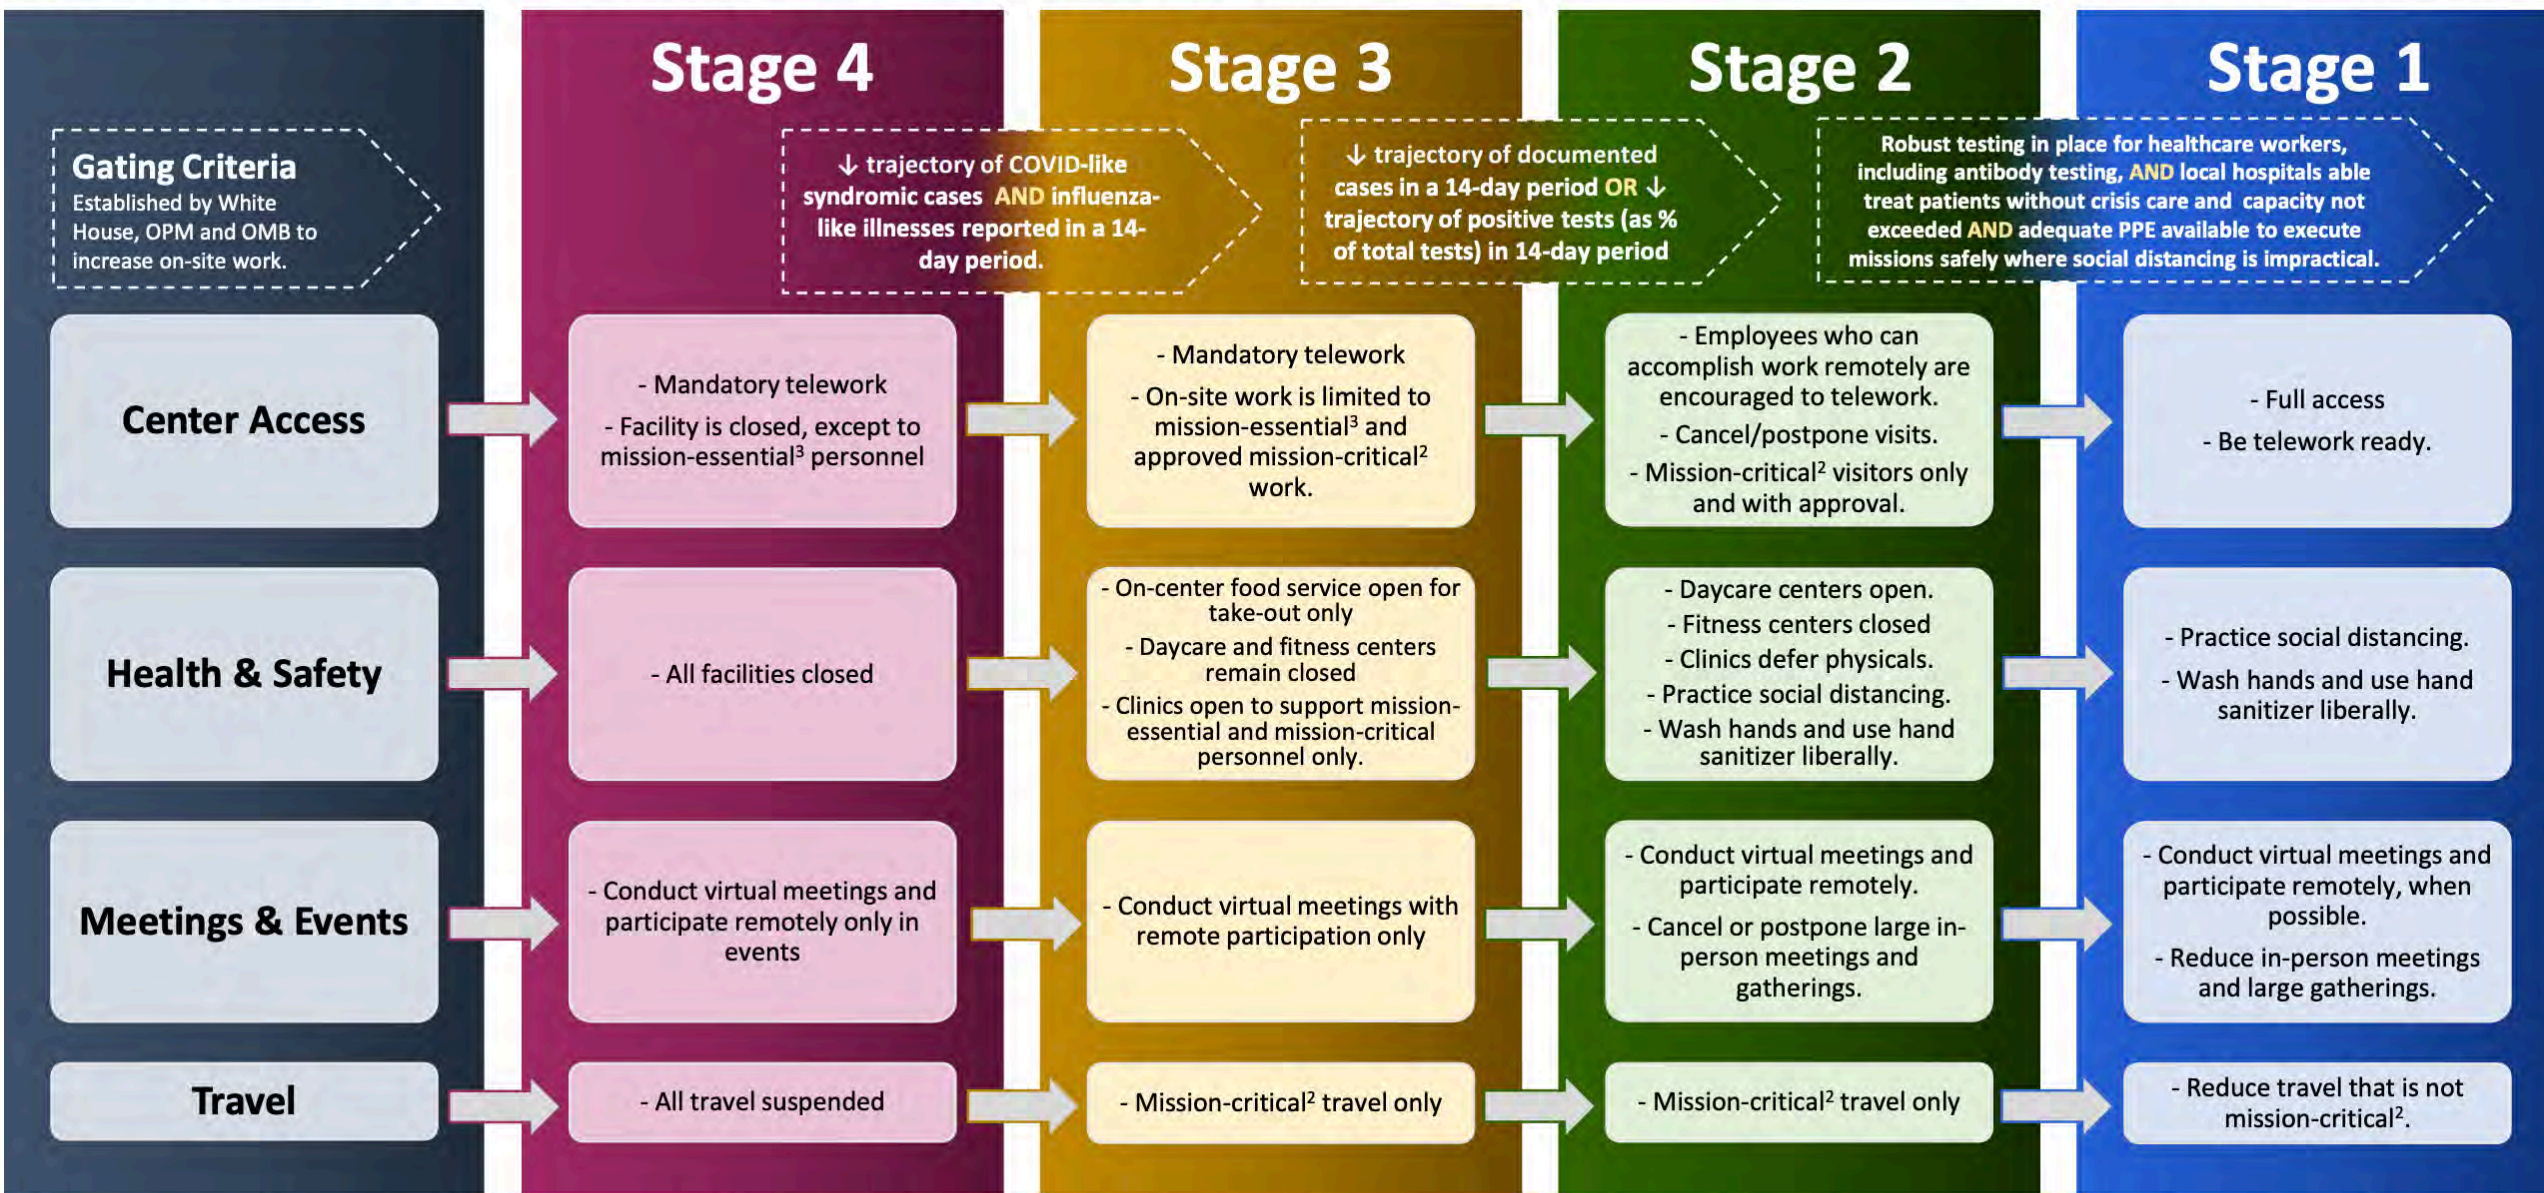 Stage 4
Stage 3
Stage 2
Stage 1
Gating Criteria
Established by White
House, OPM and OMB to
increase on-site work.
↓ trajectory of COVID-like
syndromic cases AND influenza-
like illnesses reported in a 14-
day period.
↓ trajectory of documented
cases in a 14-day period OR ↓
trajectory of positive tests (as %
of total tests) in 14-day period
Robust testing in place for healthcare workers,
including antibody testing, AND local hospitals able
treat patients without crisis care and capacity not
exceeded AND adequate PPE available to execute
missions safely where social distancing is impractical.
Center Access
- Mandatory telework
- Facility is closed, except to
mission-essential³ personnel
- Mandatory telework
- On-site work is limited to
mission-essential³ and
approved mission-critical²
work.
- Employees who can
accomplish work remotely are
encouraged to telework.
- Cancel/postpone visits.
- Mission-critical² visitors only
and with approval.
- Full access
- Be telework ready.
Health & Safety
- All facilities closed
- On-center food service open for
take-out only
- Daycare and fitness centers
remain closed
- Clinics open to support mission-
essential and mission-critical
personnel only.
- Daycare centers open.
- Fitness centers closed
- Clinics defer physicals.
- Practice social distancing.
- Wash hands and use hand
sanitizer liberally.
- Practice social distancing.
- Wash hands and use hand
sanitizer liberally.
Meetings & Events
- Conduct virtual meetings and
participate remotely only in
events
- Conduct virtual meetings with
remote participation only
- Conduct virtual meetings and
participate remotely.
- Cancel or postpone large in-
person meetings and
gatherings.
- Conduct virtual meetings and
participate remotely, when
possible.
- Reduce in-person meetings
and large gatherings.
Travel
- All travel suspended
- Mission-critical² travel only
- Mission-critical² travel only
- Reduce travel that is not
mission-critical².